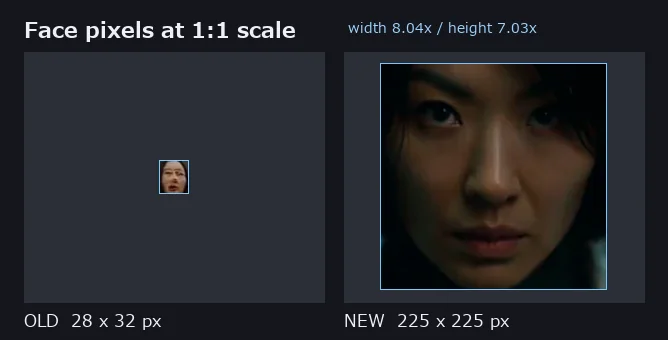 Face pixels at 1:1 scale
width 8.04x / height 7.03x
OLD 28 x 32 px
NEW 225 x 225 px